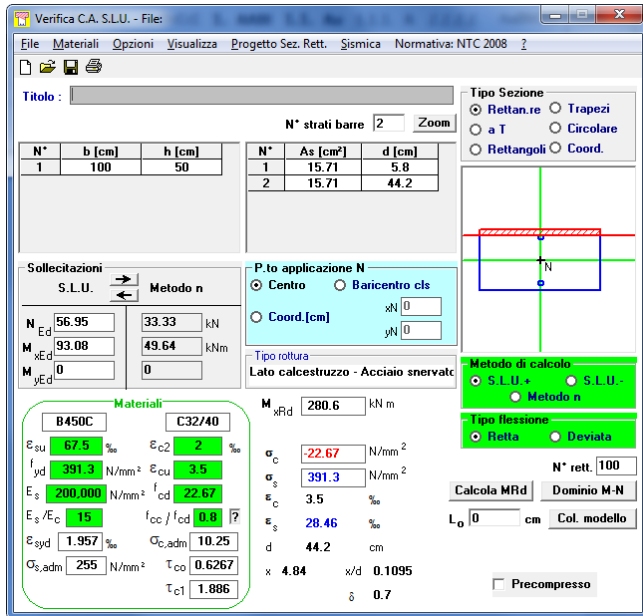 Verifica C.A. S.L.U. - File:
File Materiali Opzioni Visualizza Progetto Sez. Rett. Sismica Normativa: NTC 2008 ?
Titolo :
N° strati barre 2 Zoom
N° b [cm] h [cm]
1 100 50
N° As [cm²] d [cm]
1 15.71 5.8
2 15.71 44.2
Tipo Sezione
Rettan.re Trapezi
a T Circolare
Rettangoli Coord.
N
Sollecitazioni
S.L.U. Metodo n
N Ed 56.95 33.33 kN
M xEd 93.08 49.64 kNm
M yEd 0 0
P.to applicazione N
Centro Baricentro cls
Coord.[cm] xN 0
yN 0
Tipo rottura
Lato calcestruzzo - Acciaio snervato
Metodo di calcolo
S.L.U.+ S.L.U.-
Metodo n
Tipo flessione
Retta Deviata
N° rett. 100
Calcola MRd Dominio M-N
L₀ 0 cm Col. modello
Precompresso
Materiali
B450C C32/40
εsu 67.5 ‰ εc2 2 ‰
fyd 391.3 N/mm² εcu 3.5
Es 200,000 N/mm² fcd 22.67
Es/Ec 15 fcc / fcd 0.8 ?
εsyd 1.957 ‰ σc,adm 10.25
σs,adm 255 N/mm² τco 0.6267
τc1 1.886
M xRd 280.6 kN m
σc -22.67 N/mm²
σs 391.3 N/mm²
εc 3.5 ‰
εs 28.46 ‰
d 44.2 cm
x 4.84 x/d 0.1095
δ 0.7